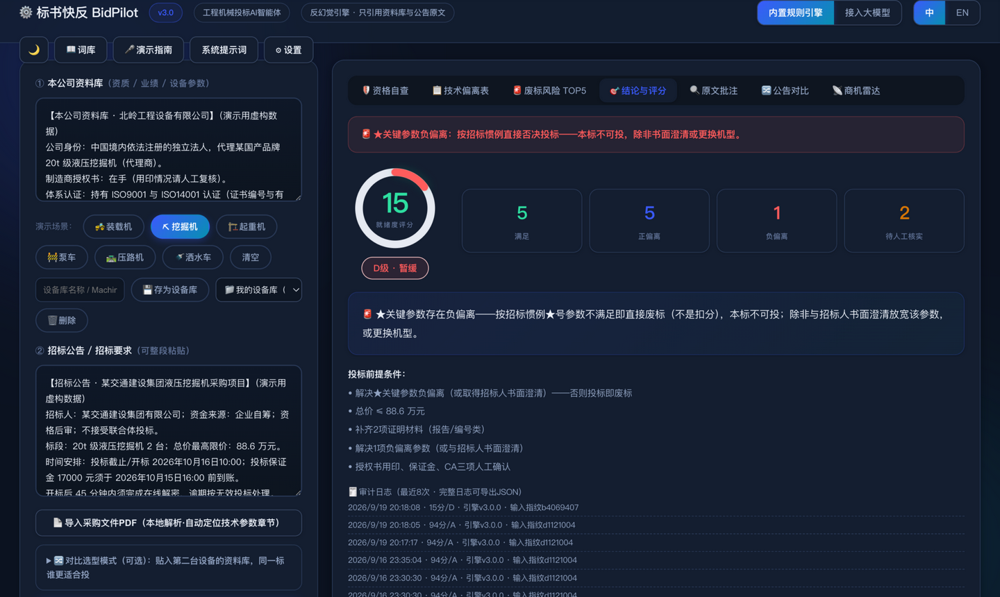 标书快反 BidPilot
v3.0
工程机械投标AI智能体
反幻觉引擎 · 只引用资料库与公告原文
内置规则引擎
接入大模型
中
EN
词库
演示指南
系统提示词
设置
① 本公司资料库（资质 / 业绩 / 设备参数）
【本公司资料库 · 北岭工程设备有限公司】（演示用虚构数
据）
公司身份：中国境内依法注册的独立法人，代理某国产品牌
20t 级液压挖掘机（代理商）。
制造商授权书：在手（用印情况请人工复核）。
体系认证：持有 ISO9001 与 ISO14001 认证（证书编号与有
演示场景：
装载机
挖掘机
起重机
泵车
压路机
洒水车
清空
设备库名称 / Machir
存为设备库
我的设备库（
删除
② 招标公告 / 招标要求（可整段粘贴）
【招标公告 · 某交通建设集团液压挖掘机采购项目】（演示用
虚构数据）
招标人：某交通建设集团有限公司；资金来源：企业自筹；资
格后审；不接受联合体投标。
标段：20t 级液压挖掘机 2 台；总价最高限价：88.6 万元。
时间安排：投标截止/开标 2026年10月16日10:00；投标保证
金 17000 元须于 2026年10月15日16:00 前到账。
开标后 45 分钟内须完成在线解密，逾期按无效投标处理。
导入采购文件PDF（本地解析·自动定位技术参数章节）
对比选型模式（可选）：贴入第二台设备的资料库，同一标
谁更适合投
资格自查
技术偏离表
废标风险 TOP5
结论与评分
原文批注
公告对比
商机雷达
★关键参数负偏离：按招标惯例直接否决投标——本标不可投，除非书面澄清或更换机型。
15
就绪度评分
D级 · 暂缓
5
满足
5
正偏离
1
负偏离
2
待人工核实
★关键参数存在负偏离——按招标惯例★号参数不满足即直接废标（不是扣分），本标不可投；除非与招标人书面澄清放宽该参数，
或更换机型。
投标前提条件：
• 解决★关键参数负偏离（或取得招标人书面澄清）——否则投标即废标
• 总价 ≤ 88.6 万元
• 补齐2项证明材料（报告/编号类）
• 解决1项负偏离参数（或与招标人书面澄清）
• 授权书用印、保证金、CA三项人工确认
审计日志（最近8次 · 完整日志可导出JSON）
2026/9/19 20:18:08 · 15分/D · 引擎v3.0.0 · 输入指纹b4069407
2026/9/19 20:18:05 · 94分/A · 引擎v3.0.0 · 输入指纹d1121004
2026/9/19 20:17:17 · 94分/A · 引擎v3.0.0 · 输入指纹d1121004
2026/9/16 23:35:04 · 94分/A · 引擎v3.0.0 · 输入指纹d1121004
2026/9/16 23:30:30 · 94分/A · 引擎v3.0.0 · 输入指纹d1121004
2026/9/16 23:30:30 · 94分/A · 引擎v3.0.0 · 输入指纹d1121004